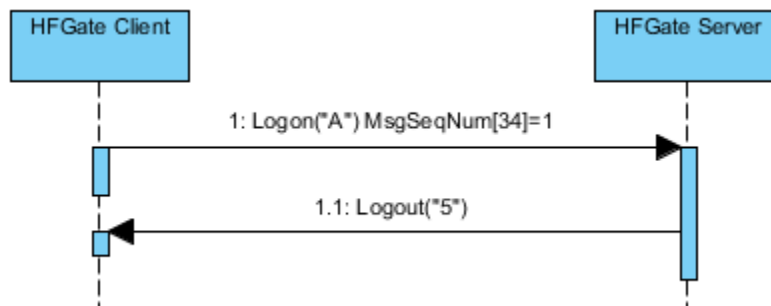 HFGate Client
HFGate Server
1: Logon("A") MsgSeqNum[34]=1
1.1: Logout("5")